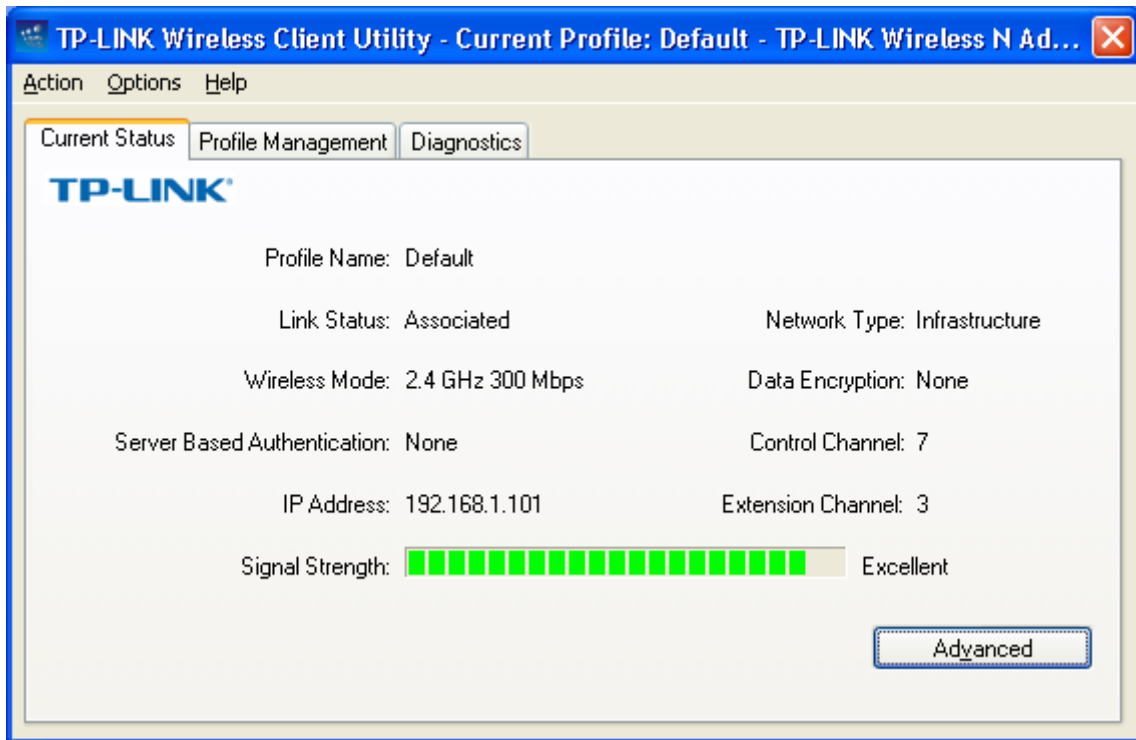 TP-LINK Wireless Client Utility - Current Profile: Default - TP-LINK Wireless N Ad...
Action Options Help
Current Status Profile Management Diagnostics
TP-LINK®
Profile Name: Default
Link Status: Associated Network Type: Infrastructure
Wireless Mode: 2.4 GHz 300 Mbps Data Encryption: None
Server Based Authentication: None Control Channel: 7
IP Address: 192.168.1.101 Extension Channel: 3
Signal Strength: Excellent
Advanced